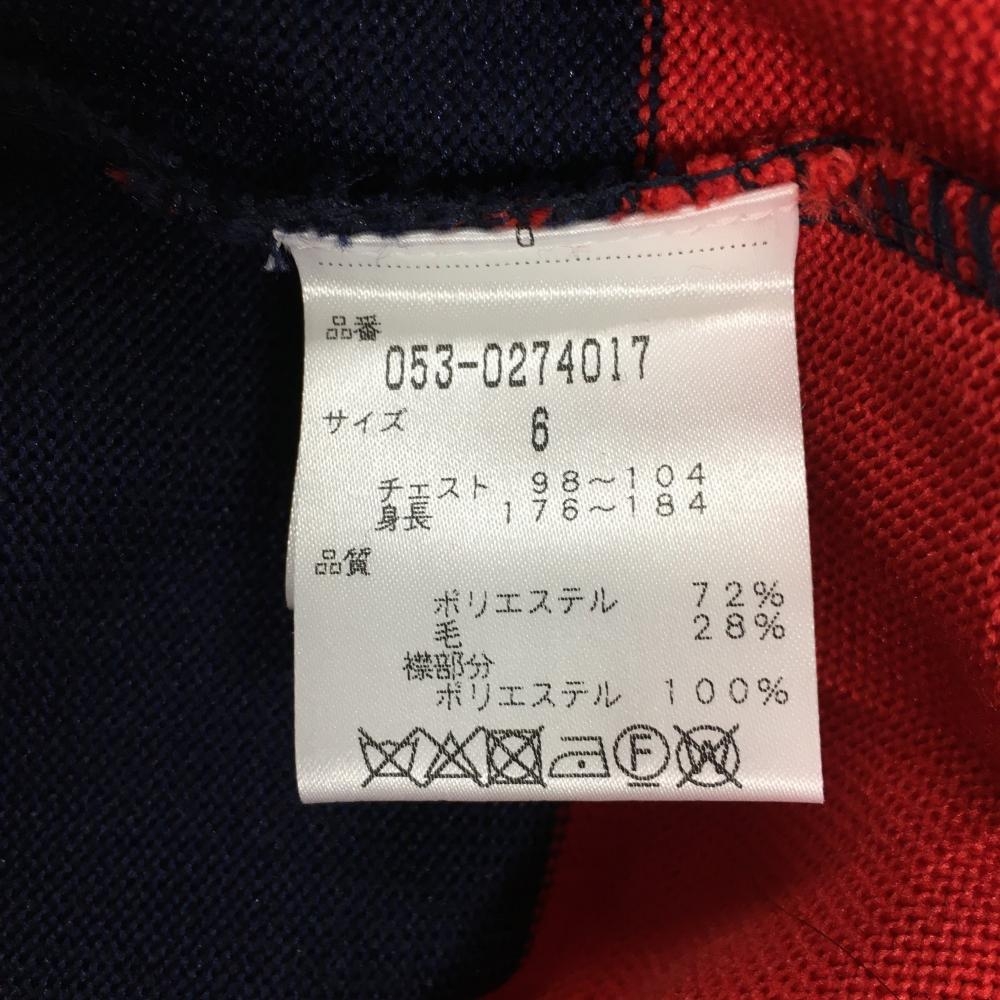 6
品番
053-0274017
サイズ 6
チェスト 98〜104
身長 176〜184
品質
ポリエステル 72%
毛 28%
襟部分
ポリエステル 100%
F W